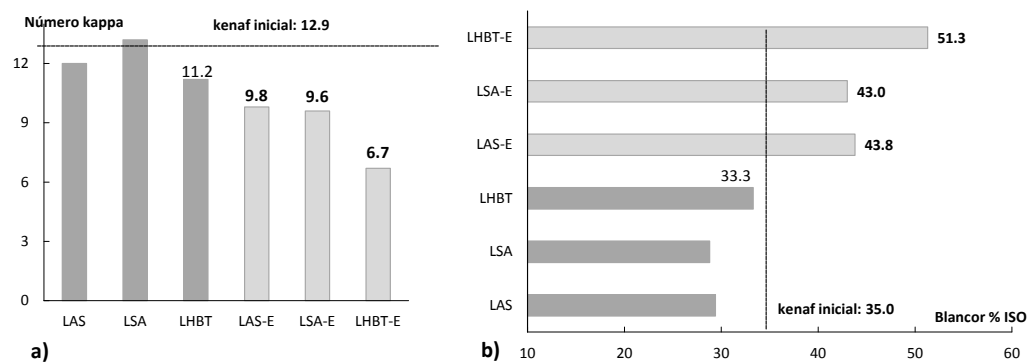 Número kappa
kenaf inicial: 12.9
12
9
6
3
0
11.2
9.8
9.6
6.7
LAS
LSA
LHBT
LAS-E
LSA-E
LHBT-E
a)
LHBT-E
51.3
LSA-E
43.0
LAS-E
43.8
LHBT
33.3
LSA
LAS
kenaf inicial: 35.0
Blancor % ISO
10
20
30
40
50
60
b)